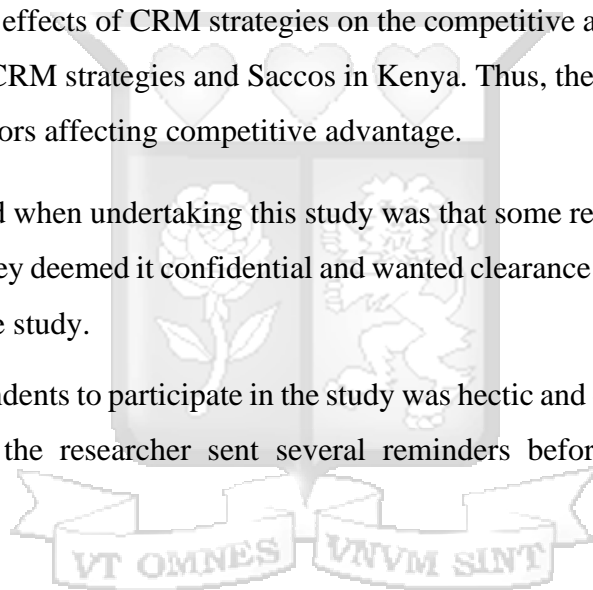 effects of CRM strategies on the competitive a
CRM strategies and Saccos in Kenya. Thus, the
ors affecting competitive advantage.
d when undertaking this study was that some re
ey deemed it confidential and wanted clearance
e study.
ndents to participate in the study was hectic and
the researcher sent several reminders befor
VT OMNES VNVM SINT